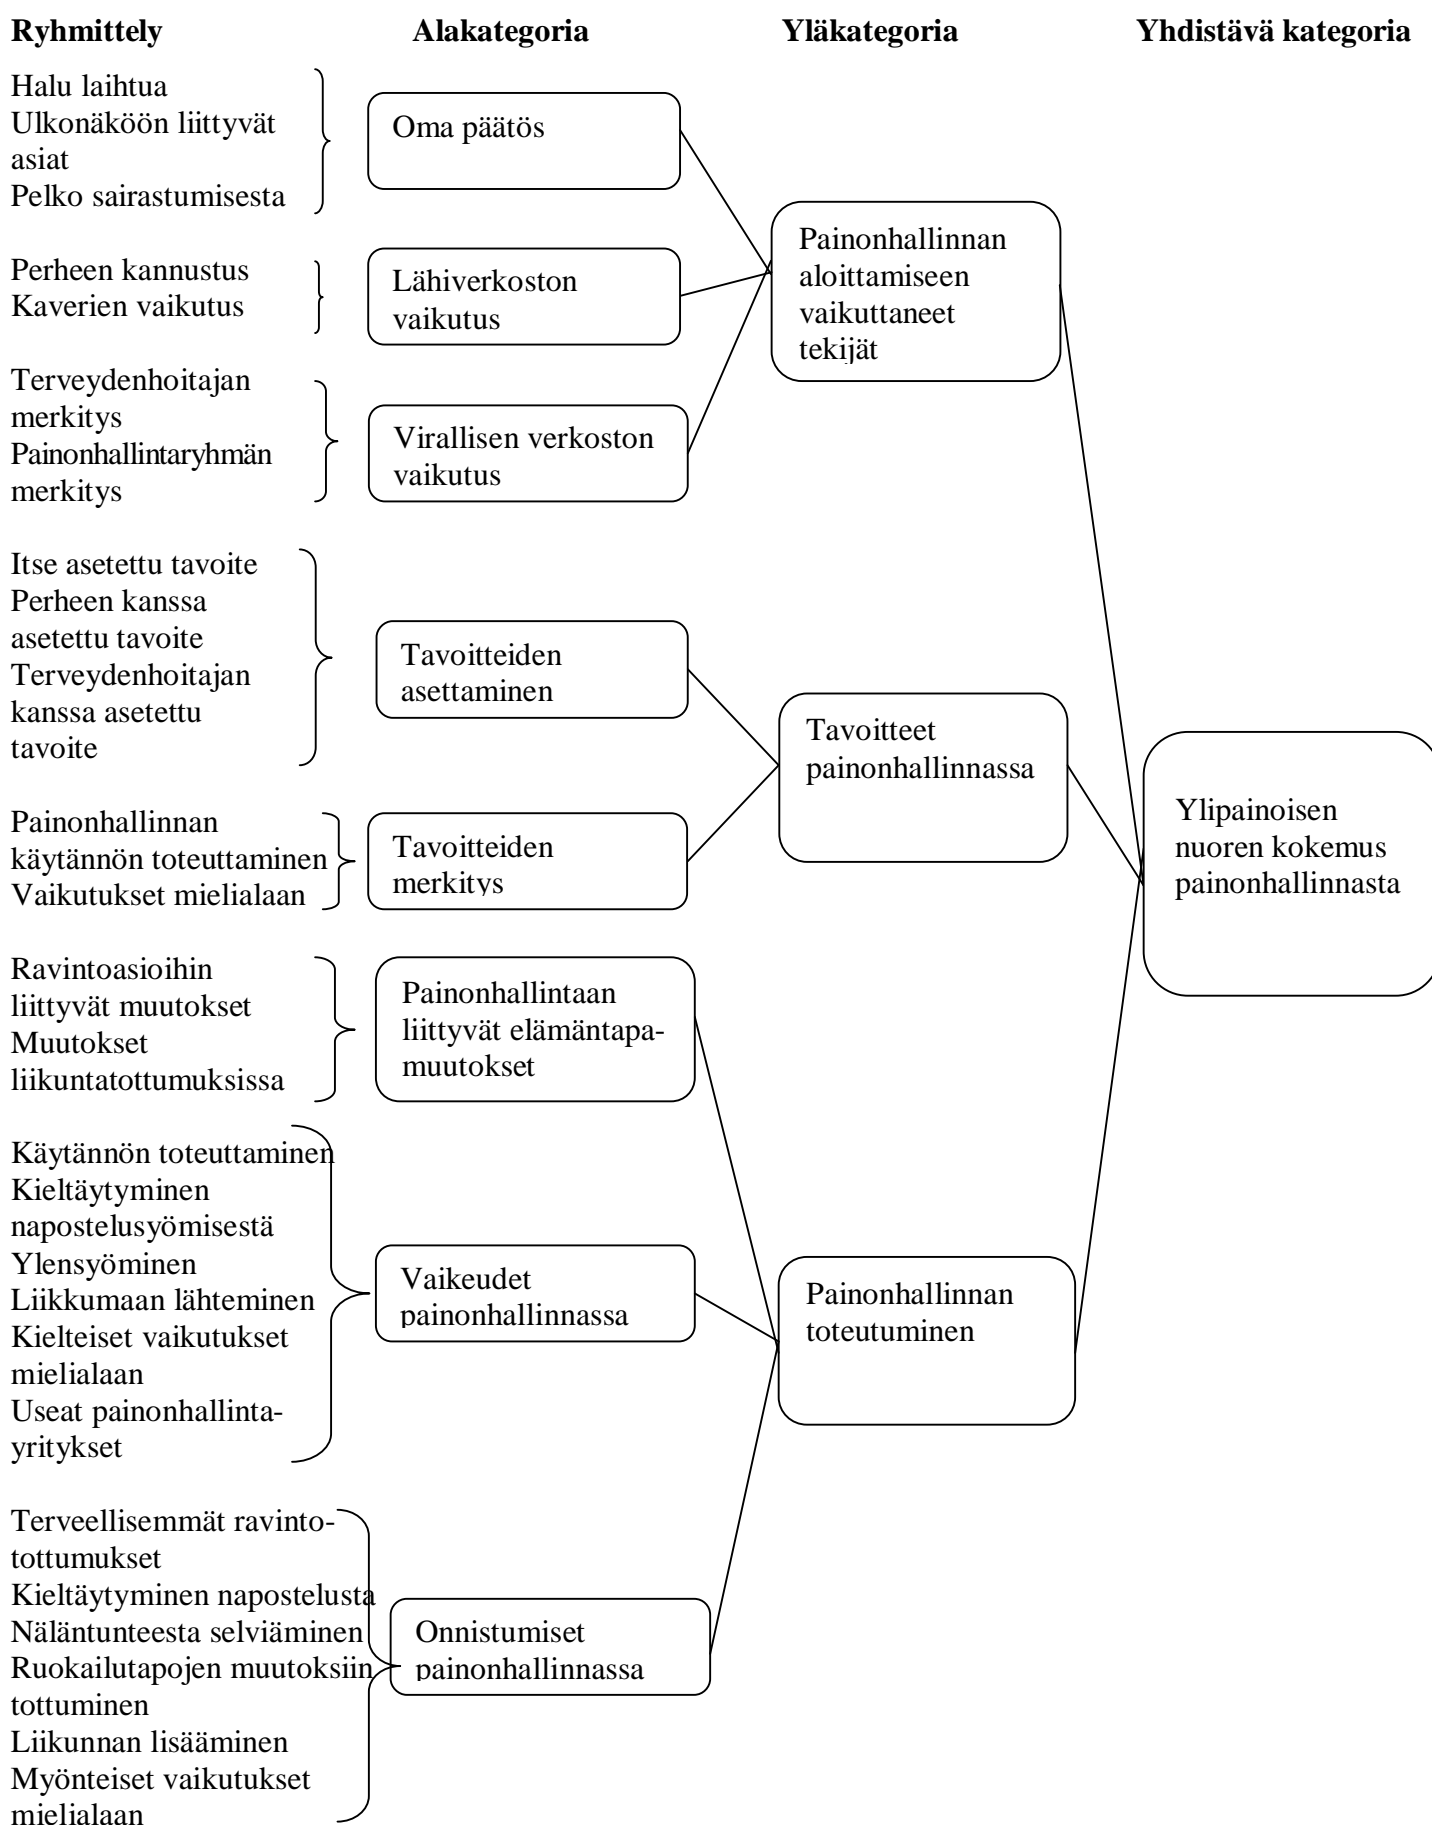 Ryhmittely Alakategoria Yläkategoria Yhdistävä kategoria
Halu laihtua
Ulkonäköön liittyvät
asiat
Pelko sairastumisesta
Oma päätös
Perheen kannustus
Kaverien vaikutus
Lähiverkoston
vaikutus
Terveydenhoitajan
merkitys
Painonhallintaryhmän
merkitys
Virallisen verkoston
vaikutus
Painonhallinnan
aloittamiseen
vaikuttaneet
tekijät
Itse asetettu tavoite
Perheen kanssa
asetettu tavoite
Terveydenhoitajan
kanssa asetettu
tavoite
Tavoitteiden
asettaminen
Painonhallinnan
käytännön toteuttaminen
Vaikutukset mielialaan
Tavoitteiden
merkitys
Tavoitteet
painonhallinnassa
Ravintoasioihin
liittyvät muutokset
Muutokset
liikuntatottumuksissa
Painonhallintaan
liittyvät elämäntapa-
muutokset
Käytännön toteuttaminen
Kieltäytyminen
napostelusyömisestä
Ylensyöminen
Liikkumaan lähteminen
Kielteiset vaikutukset
mielialaan
Useat painonhallinta-
yritykset
Vaikeudet
painonhallinnassa
Terveellisemmät ravinto-
tottumukset
Kieltäytyminen napostelusta
Näläntunteesta selviäminen
Ruokailutapojen muutoksiin
tottuminen
Liikunnan lisääminen
Myönteiset vaikutukset
mielialaan
Onnistumiset
painonhallinnassa
Painonhallinnan
toteutuminen
Ylipainoisen
nuoren kokemus
painonhallinnasta